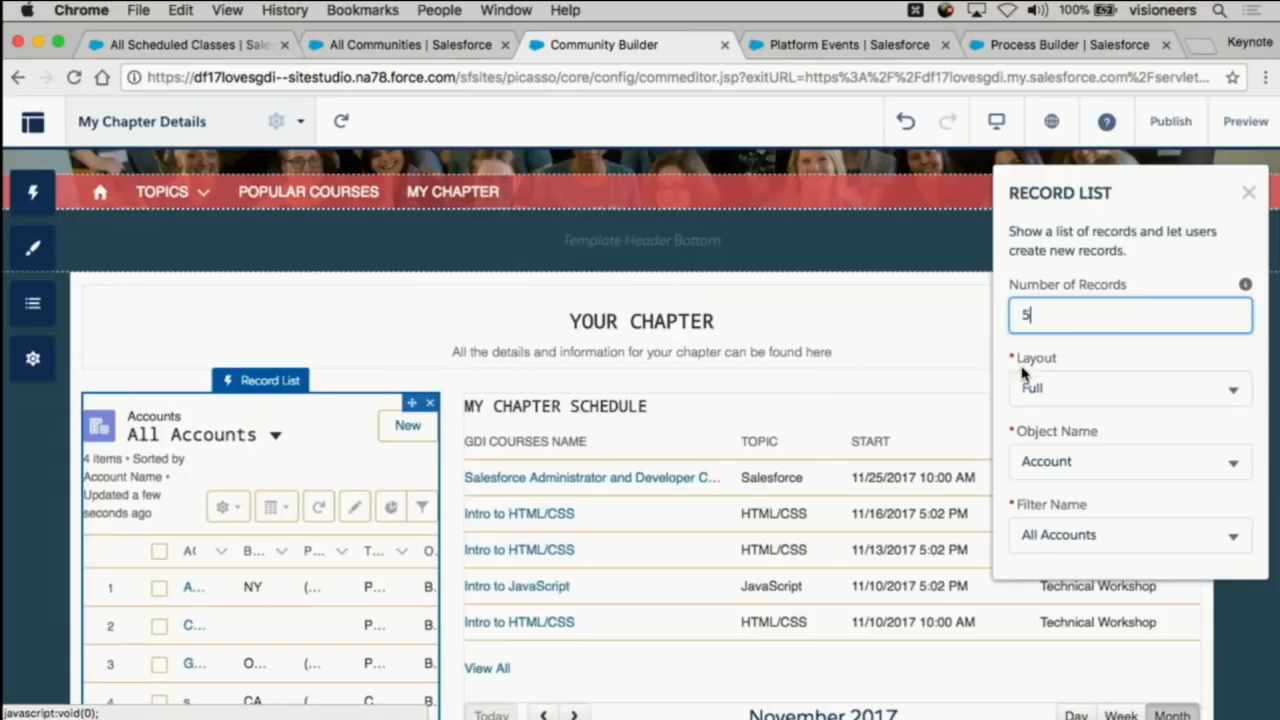 Chrome File Edit View History Bookmarks People Window Help 100% visioneers
All Scheduled Classes | Sale
All Communities | Salesforce
Community Builder
Platform Events | Salesforce
Process Builder | Salesforce
Keynote
https://df17lovesgdi--sitestudio.na78.force.com/sfsites/picasso/core/config/commeditor.jsp?exitURL=https%3A%2F%2Fdf17lovesgdi.my.salesforce.com%2Fservlet...
My Chapter Details
Publish
Preview
TOPICS POPULAR COURSES MY CHAPTER
Template Header Bottom
YOUR CHAPTER
All the details and information for your chapter can be found here
Record List
Accounts
All Accounts
New
4 items • Sorted by
Account Name •
Updated a few
seconds ago
B... P... T... O.
1 A... NY (... P... B.
2 C... P... B.
3 G... O... (... P... B.
CA
MY CHAPTER SCHEDULE
GDI COURSES NAME TOPIC START
Salesforce Administrator and Developer C... Salesforce 11/25/2017 10:00 AM
Intro to HTML/CSS HTML/CSS 11/16/2017 5:02 PM
Intro to HTML/CSS HTML/CSS 11/13/2017 5:02 PM
Intro to JavaScript JavaScript 11/10/2017 5:02 PM Technical Workshop
Intro to HTML/CSS HTML/CSS 11/10/2017 10:00 AM Technical Workshop
View All
Today November 2017 Day Week Month
RECORD LIST
Show a list of records and let users
create new records.
Number of Records
5
*Layout
Full
*Object Name
Account
*Filter Name
All Accounts
javascript:void(0);